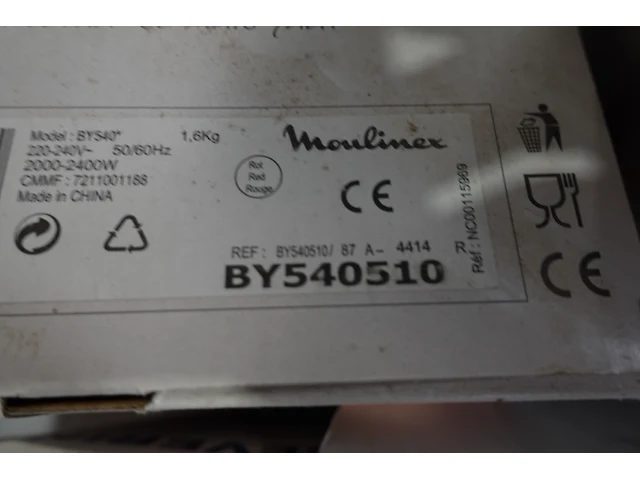 Model : BY540* 1,6Kg
220-240V~ 50/60Hz
2000-2400W
CMMF : 7211001188
Made in CHINA
Moulinex
Rot
Red
Rouge
CE
REF : BY540510/ 87 A- 4414 R
BY540510
Réf : NC00115969
CE